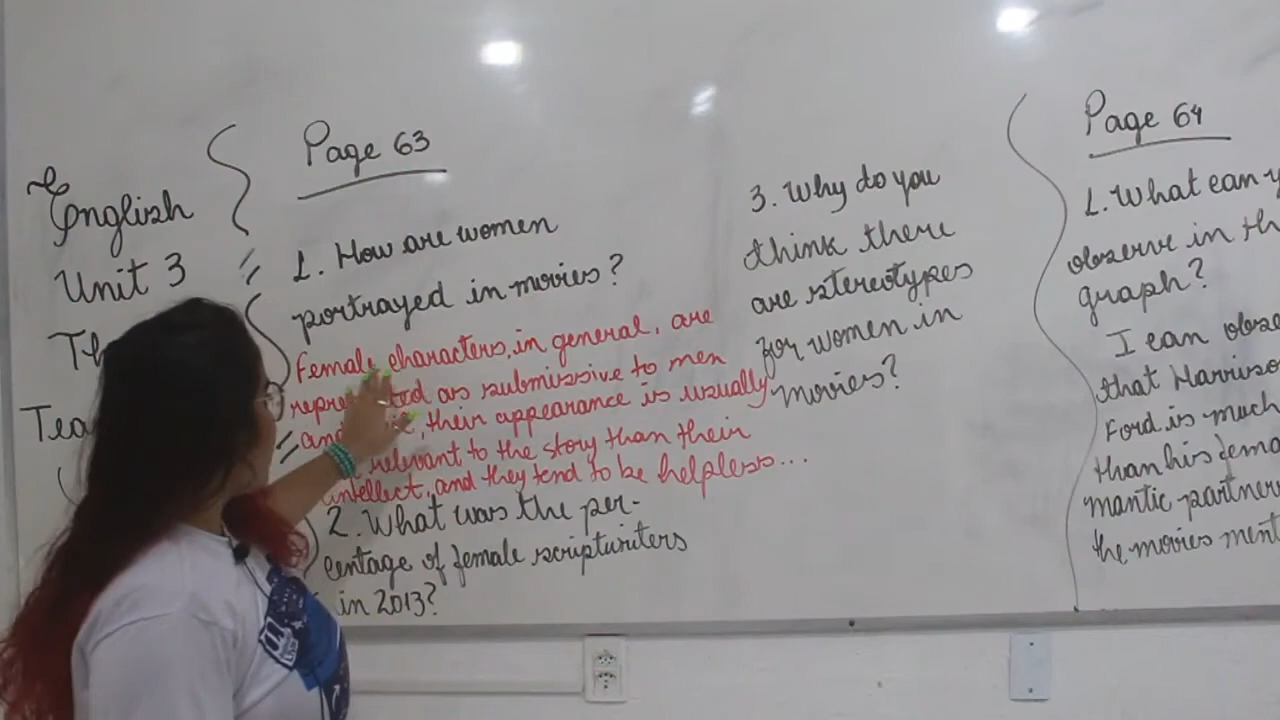 English
Unit 3
Page 63
1. How are women
portrayed in movies?
Female characters, in general, are
as submissive to men
and their appearance is usually
relevant to the story than their
intellect, and they tend to be helpless...
2. What was the per-
centage of female scriptwriters
in 2013?
3. Why do you
think there
are stereotypes
for women in
movies?
Page 64
1. What can y
observe in th
graph?
I can obse
that Harriso
Ford is much
than his fema
mantic partner
the movies ment